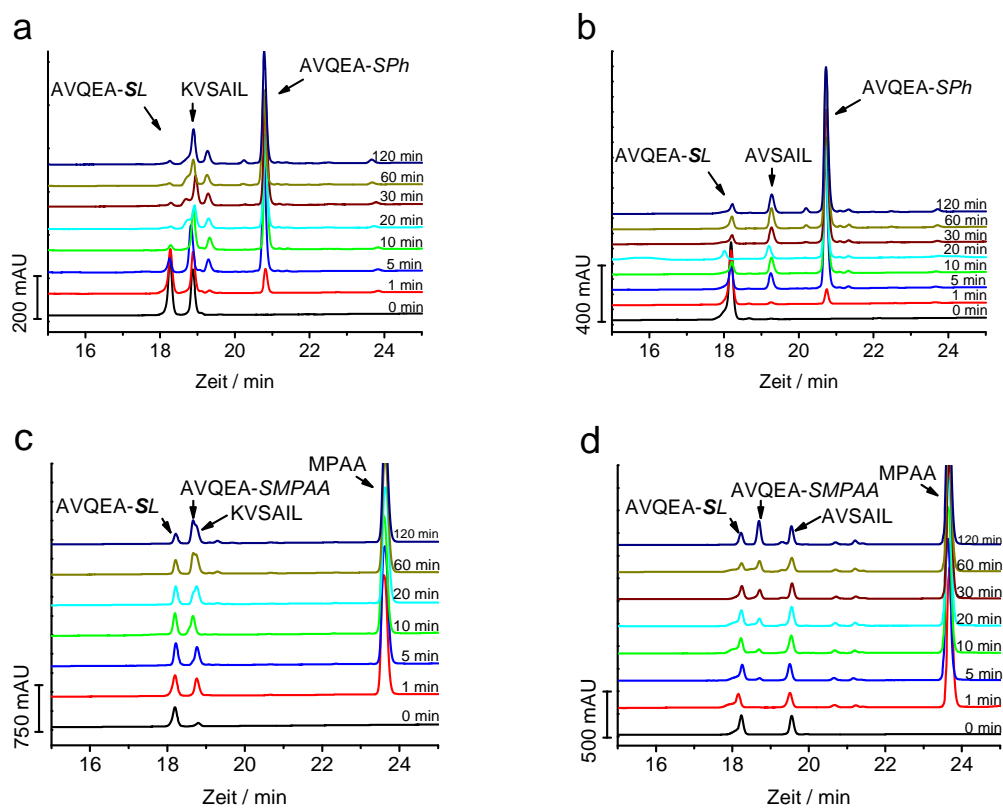 a
AVQEA-SL
KVSAIL
AVQEA-SPh
120 min
60 min
30 min
20 min
10 min
5 min
1 min
0 min
200 mAU
16 18 20 22 24
Zeit / min
b
AVQEA-SL
AVSAIL
AVQEA-SPh
120 min
60 min
30 min
20 min
10 min
5 min
1 min
0 min
400 mAU
16 18 20 22 24
Zeit / min
c
AVQEA-SL
AVQEA-SMPAA
KVSAIL
MPAA
120 min
60 min
20 min
10 min
5 min
1 min
0 min
750 mAU
16 18 20 22 24
Zeit / min
d
AVQEA-SL
AVQEA-SMPAA
AVSAIL
MPAA
120 min
60 min
30 min
20 min
10 min
5 min
1 min
0 min
500 mAU
16 18 20 22 24
Zeit / min